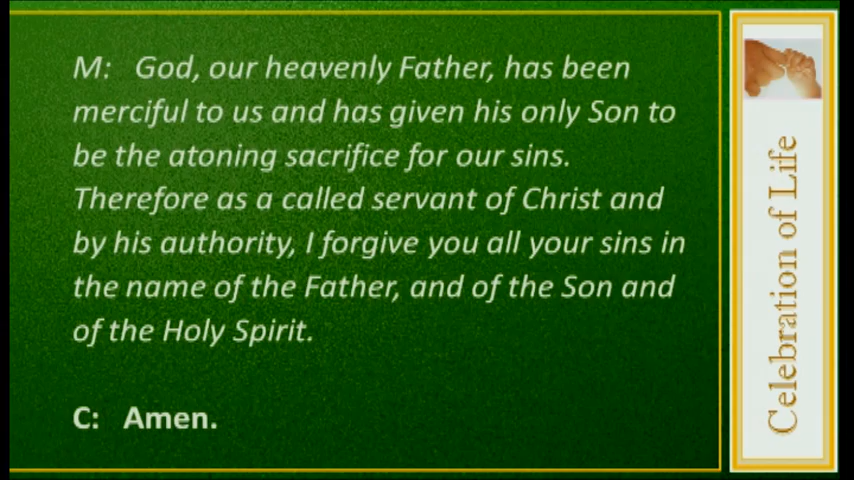 M: God, our heavenly Father, has been
merciful to us and has given his only Son to
be the atoning sacrifice for our sins.
Therefore as a called servant of Christ and
by his authority, I forgive you all your sins in
the name of the Father, and of the Son and
of the Holy Spirit.
C: Amen.
Celebration of Life